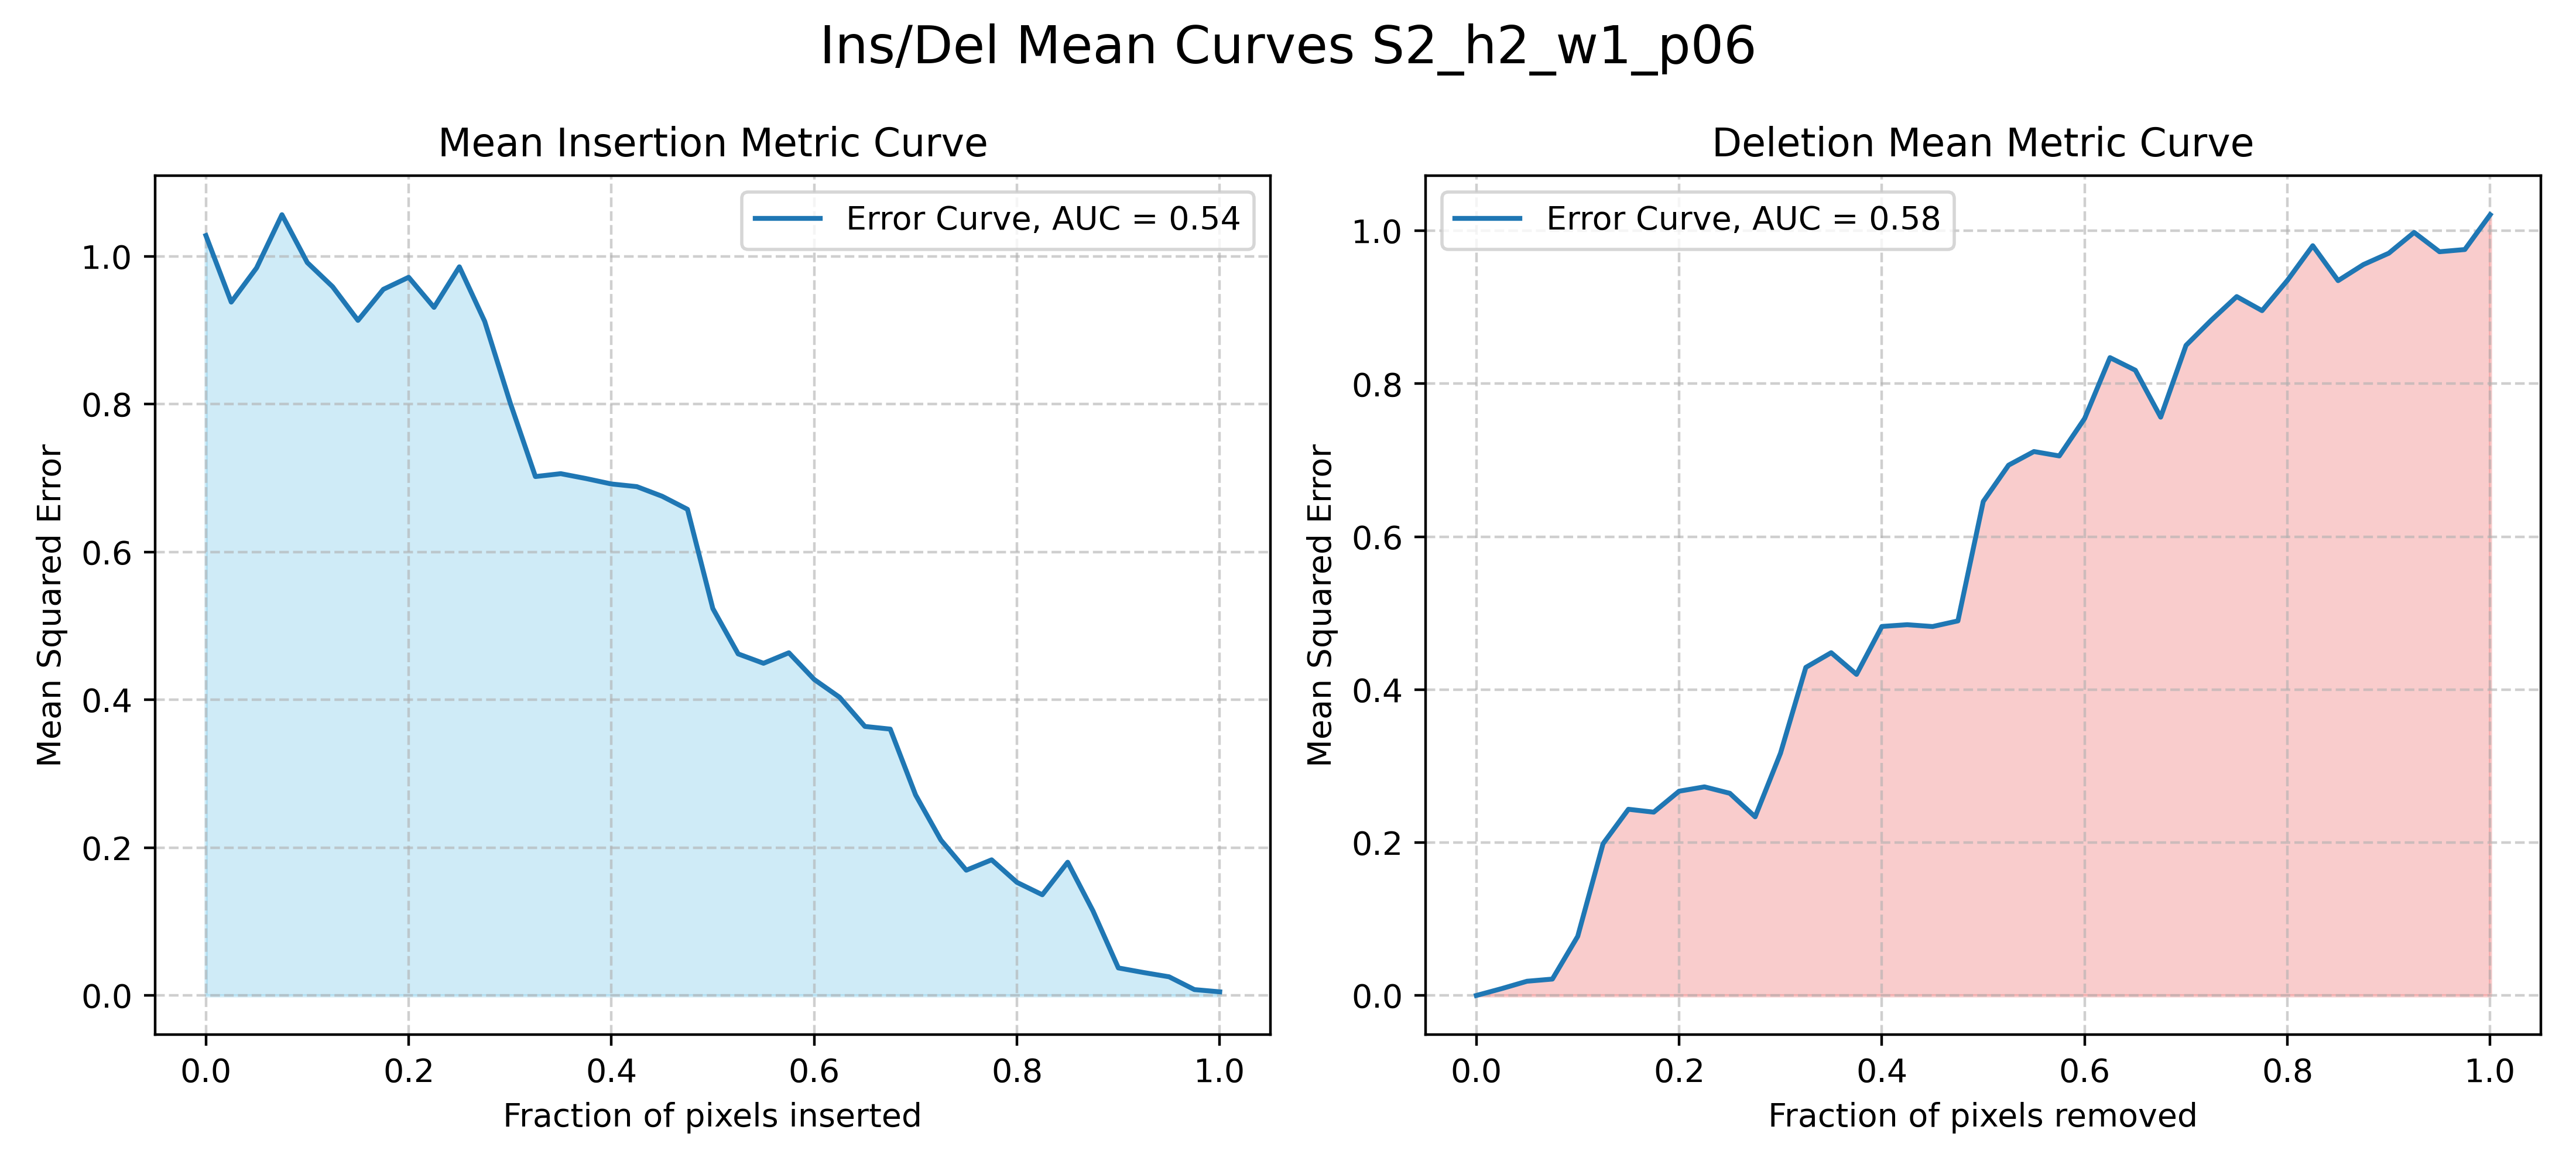 Ins/Del Mean Curves S2_h2_w1_p06
Mean Insertion Metric Curve
Error Curve, AUC = 0.54
Mean Squared Error
1.0
0.8
0.6
0.4
0.2
0.0
0.0 0.2 0.4 0.6 0.8 1.0
Fraction of pixels inserted
Deletion Mean Metric Curve
Error Curve, AUC = 0.58
Mean Squared Error
1.0
0.8
0.6
0.4
0.2
0.0
0.0 0.2 0.4 0.6 0.8 1.0
Fraction of pixels removed